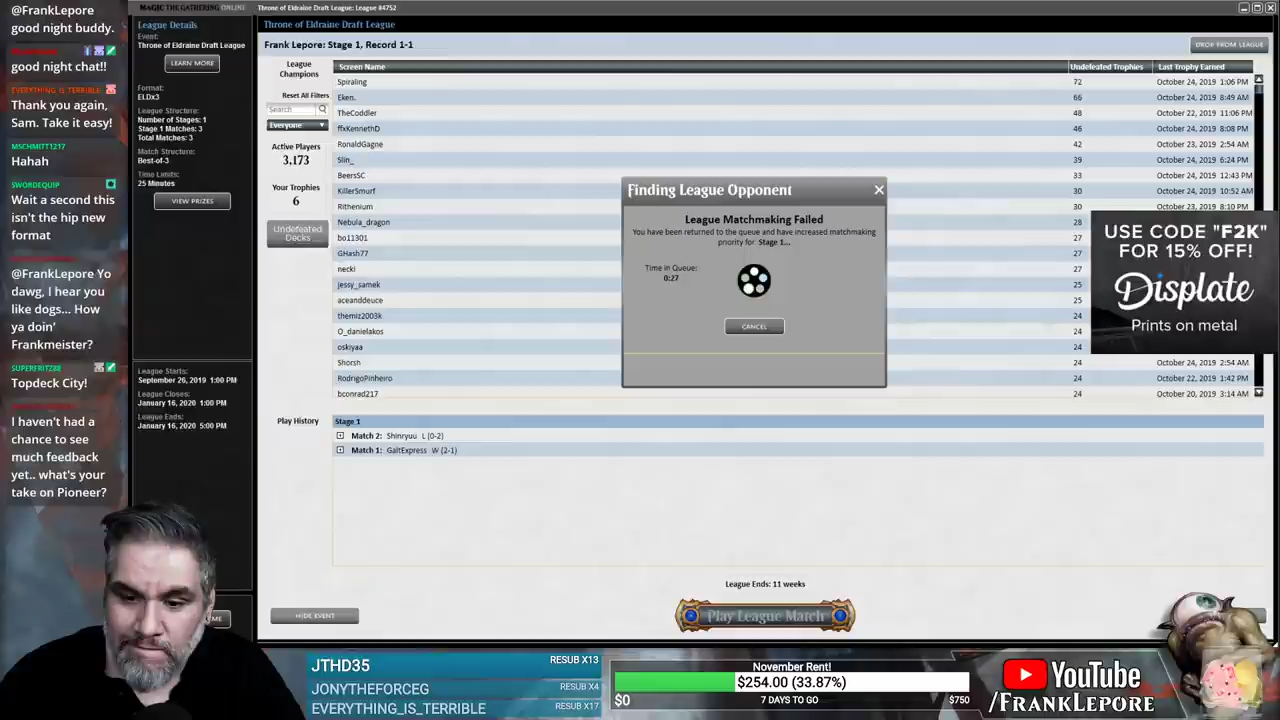 @FrankLepore
good night buddy.
good night chat!!
EVERYTHING IS TERRIBLE
Thank you again,
Sam. Take it easy!
MSCHMITT1217
Hahah
SWORDEQUIP
Wait a second this
isn't the hip new
format
@FrankLepore Yo
dawg, I hear you
like dogs... How
ya doin'
Frankmeister?
SUPERFRITZ88
Topdeck City!
haven't had a
chance to see
much feedback
yet.. what's your
take on Pioneer?
MAGIC THE GATHERING ONLINE
Throne of Eldraine Draft League: League #4752
League Details
Event:
Throne of Eldraine Draft League
LEARN MORE
Format:
ELDx3
League Structure:
Number of Stages: 1
Stage 1 Matches: 3
Total Matches: 3
Match Structure:
Best-of-3
Time Limits:
25 Minutes
VIEW PRIZES
League Starts:
September 26, 2019 1:00 PM
League Closes:
January 16, 2020 1:00 PM
League Ends:
January 16, 2020 5:00 PM
ME
Throne of Eldraine Draft League
Frank Lepore: Stage 1, Record 1-1
DROP FROM LEAGUE
League
Champions
Reset All Filters
Search
Everyone
Active Players
3,173
Your Trophies
6
Undefeated
Decks
Screen Name Undefeated Trophies Last Trophy Earned
Spiraling 72 October 24, 2019 1:06 PM
Eken. 66 October 24, 2019 8:49 AM
TheCoddler 48 October 22, 2019 11:06 PM
ffxKennethD 46 October 24, 2019 8:08 PM
RonaldGagne 42 October 23, 2019 2:54 AM
Slin_ 39 October 24, 2019 6:24 PM
BeersSC 33 October 24, 2019 12:43 PM
KillerSmurf 30 October 24, 2019 10:52 AM
Rithenium 30 October 23, 2019 8:10 PM
Nebula_dragon 28
bo11301 27
GHash77 27
necki 27
jessy_samek 25
aceanddeuce 25
themiz2003k 24
O_danielakos 24
oskiyaa 24
Shorsh 24 October 24, 2019 2:54 AM
RodrigoPinheiro 24 October 22, 2019 1:42 PM
bconrad217 24 October 20, 2019 3:14 AM
Finding League Opponent
League Matchmaking Failed
You have been returned to the queue and have increased matchmaking
priority for: Stage 1...
Time in Queue:
0:27
CANCEL
USE CODE "F2K"
FOR 15% OFF!
Displate
Prints on metal
Play History
Stage 1
Match 2: Shinryuu L (0-2)
Match 1: GaltExpress W (2-1)
League Ends: 11 weeks
HIDE EVENT
Play League Match
JTHD35 RESUB X13
JONYTHEFORCEG RESUB X4
EVERYTHING_IS_TERRIBLE RESUB X17
November Rent!
$254.00 (33.87%)
$0 7 DAYS TO GO $750
YouTube
/FRANKLEPORE